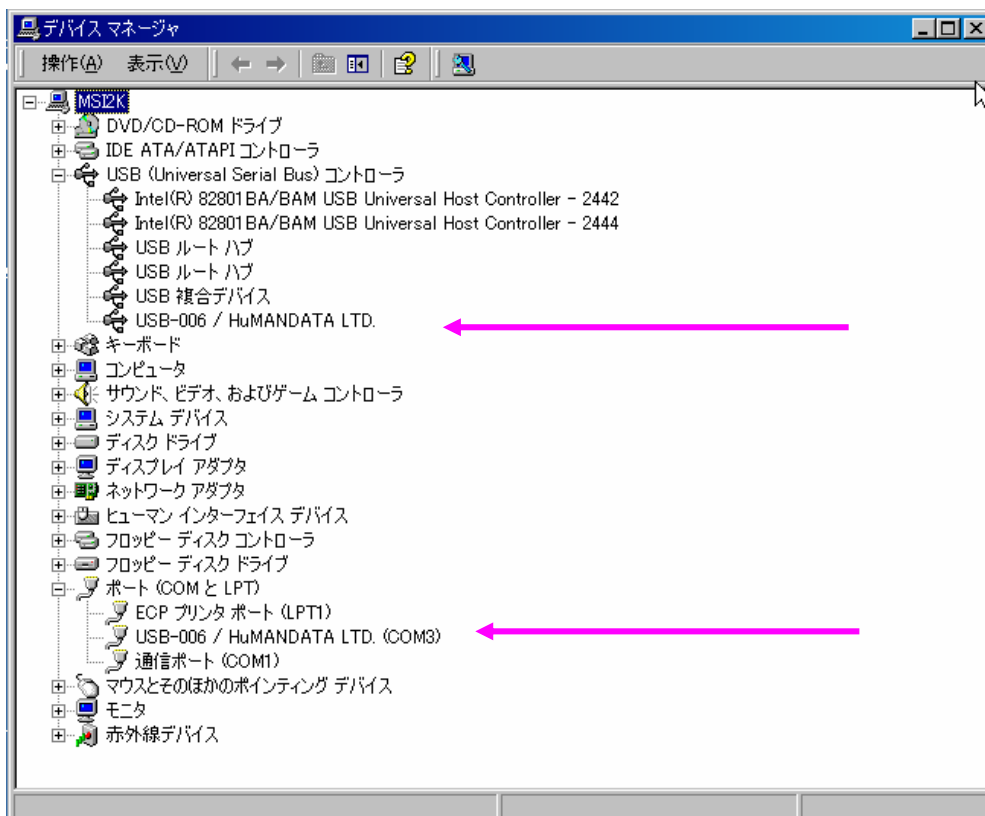 デバイス マネージャ
操作(A) 表示(V)
MSI2K
DVD/CD-ROM ドライブ
IDE ATA/ATAPI コントローラ
USB (Universal Serial Bus) コントローラ
Intel(R) 82801BA/BAM USB Universal Host Controller - 2442
Intel(R) 82801BA/BAM USB Universal Host Controller - 2444
USB ルート ハブ
USB ルート ハブ
USB 複合デバイス
USB-006 / HuMANDATA LTD.
キーボード
コンピュータ
サウンド、ビデオ、およびゲーム コントローラ
システム デバイス
ディスク ドライブ
ディスプレイ アダプタ
ネットワーク アダプタ
ヒューマン インターフェイス デバイス
フロッピー ディスク コントローラ
フロッピー ディスク ドライブ
ポート (COM と LPT)
ECP プリンタ ポート (LPT1)
USB-006 / HuMANDATA LTD. (COM3)
通信ポート (COM1)
マウスとそのほかのポインティング デバイス
モニタ
赤外線デバイス